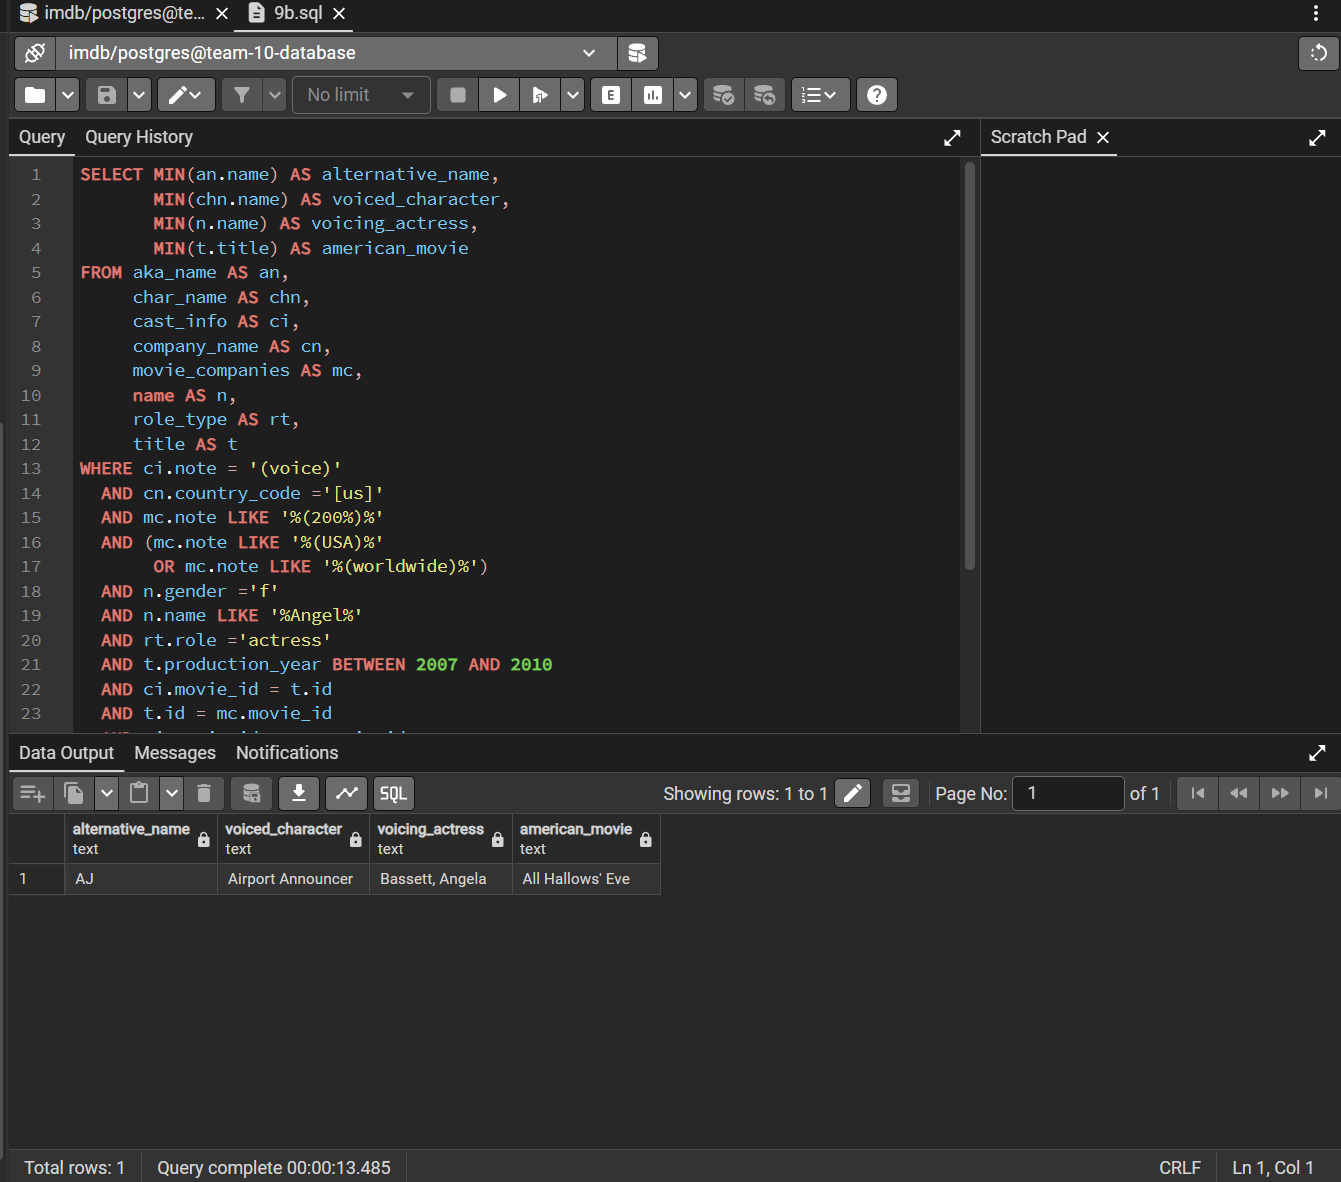 imdb/postgres@te... 9b.sql
imdb/postgres@team-10-database
No limit
Query Query History Scratch Pad
1 SELECT MIN(an.name) AS alternative_name,
2 MIN(chn.name) AS voiced_character,
3 MIN(n.name) AS voicing_actress,
4 MIN(t.title) AS american_movie
5 FROM aka_name AS an,
6 char_name AS chn,
7 cast_info AS ci,
8 company_name AS cn,
9 movie_companies AS mc,
10 name AS n,
11 role_type AS rt,
12 title AS t
13 WHERE ci.note = '(voice)'
14 AND cn.country_code ='[us]'
15 AND mc.note LIKE '%(200%)%'
16 AND (mc.note LIKE '%(USA)%'
17 OR mc.note LIKE '%(worldwide)%')
18 AND n.gender ='f'
19 AND n.name LIKE '%Angel%'
20 AND rt.role ='actress'
21 AND t.production_year BETWEEN 2007 AND 2010
22 AND ci.movie_id = t.id
23 AND t.id = mc.movie_id
Data Output Messages Notifications
SQL Showing rows: 1 to 1 Page No: 1 of 1
alternative_name voiced_character voicing_actress american_movie
text text text text
1 AJ Airport Announcer Bassett, Angela All Hallows' Eve
Total rows: 1 Query complete 00:00:13.485 CRLF Ln 1, Col 1